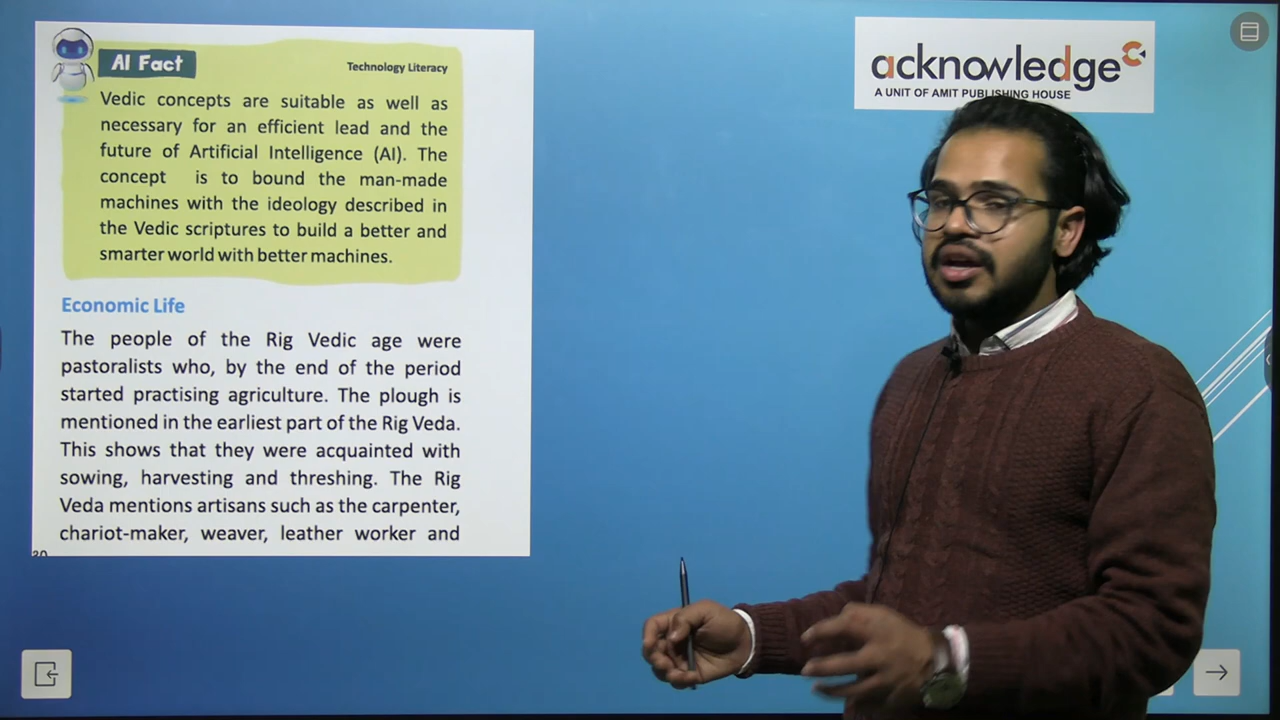 AI Fact
Technology Literacy
Vedic concepts are suitable as well as
necessary for an efficient lead and the
future of Artificial Intelligence (AI). The
concept is to bound the man-made
machines with the ideology described in
the Vedic scriptures to build a better and
smarter world with better machines.
Economic Life
The people of the Rig Vedic age were
pastoralists who, by the end of the period
started practising agriculture. The plough is
mentioned in the earliest part of the Rig Veda.
This shows that they were acquainted with
sowing, harvesting and threshing. The Rig
Veda mentions artisans such as the carpenter,
chariot-maker, weaver, leather worker and
30
acknowledge
A UNIT OF AMIT PUBLISHING HOUSE